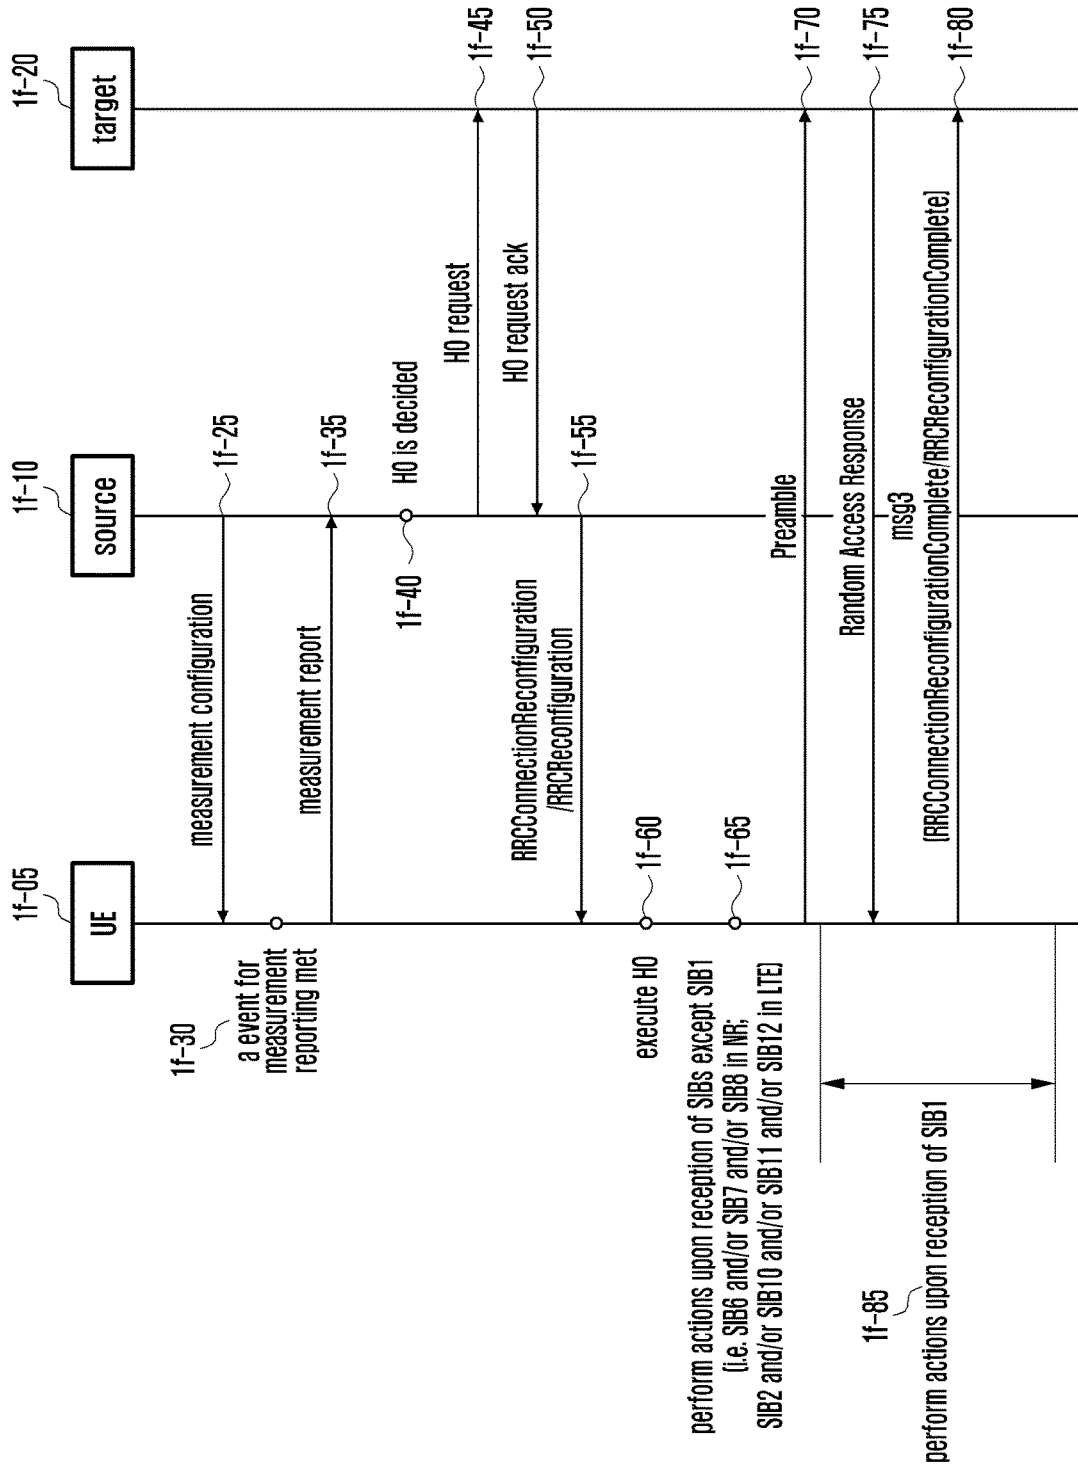 1f-05
UE
1f-10
source
1f-20
target
measurement configuration
1f-25
1f-30
a event for
measurement
reporting met
measurement report
1f-35
1f-40
HO is decided
HO request
1f-45
HO request ack
1f-50
RRCConnectionReconfiguration
/RRCReconfiguration
1f-55
execute HO
1f-60
1f-65
perform actions upon reception of SIBs except SIB1
(i.e. SIB6 and/or SIB7 and/or SIB8 in NR;
SIB2 and/or SIB10 and/or SIB11 and/or SIB12 in LTE)
Preamble
1f-70
Random Access Response
1f-75
msg3
(RRCConnectionReconfigurationComplete/RRCReconfigurationComplete)
1f-80
1f-85
perform actions upon reception of SIB1